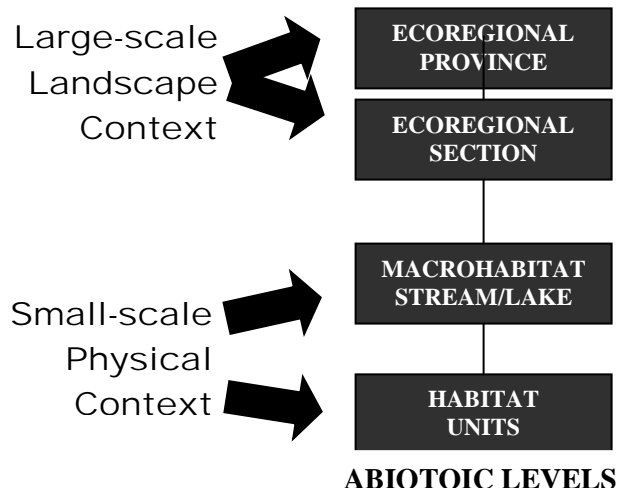 Large-scale
Landscape
Context
ECOREGIONAL
PROVINCE
ECOREGIONAL
SECTION
Small-scale
Physical
Context
MACROHABITAT
STREAM/LAKE
HABITAT
UNITS
ABIOTOIC LEVELS